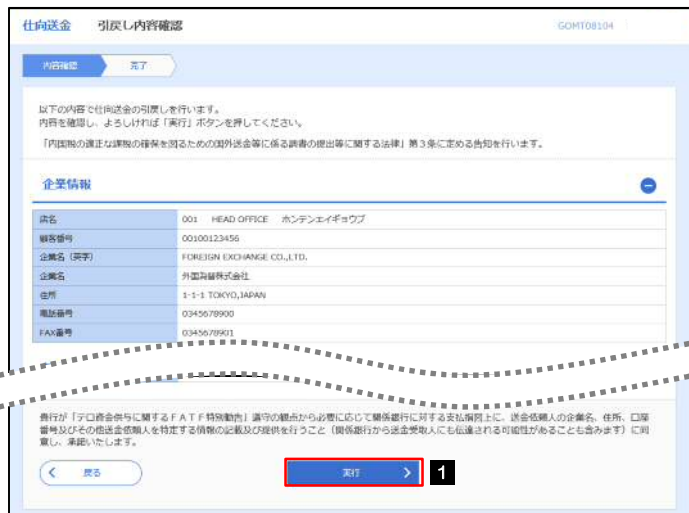 仕向送金 引戻し内容確認 GOMT08104
内容確認 完了
以下の内容で仕向送金の引戻しを行います。
内容を確認し、よろしければ「実行」ボタンを押してください。
「内国税の適正な課税の確保を図るための国外送金等に係る調書の提出等に関する法律」第3条に定める告知を行います。
企業情報
店名 001 HEAD OFFICE ホンテンエイギョウブ
顧客番号 00100123456
企業名（英字） FOREIGN EXCHANGE CO.,LTD.
企業名 外国為替株式会社
住所 1-1-1 TOKYO,JAPAN
電話番号 0345678900
FAX番号 0345678901
貴行が「テロ資金供与に関するＦＡＴＦ特別勧告」遵守の観点から必要に応じて関係銀行に対する支払指図上に、送金依頼人の企業名、住所、口座
番号及びその他送金依頼人を特定する情報の記載及び提供を行うこと（関係銀行から送金受取人にも伝達される可能性があることも含みます）に同
意し、承諾いたします。
戻る 実行 1